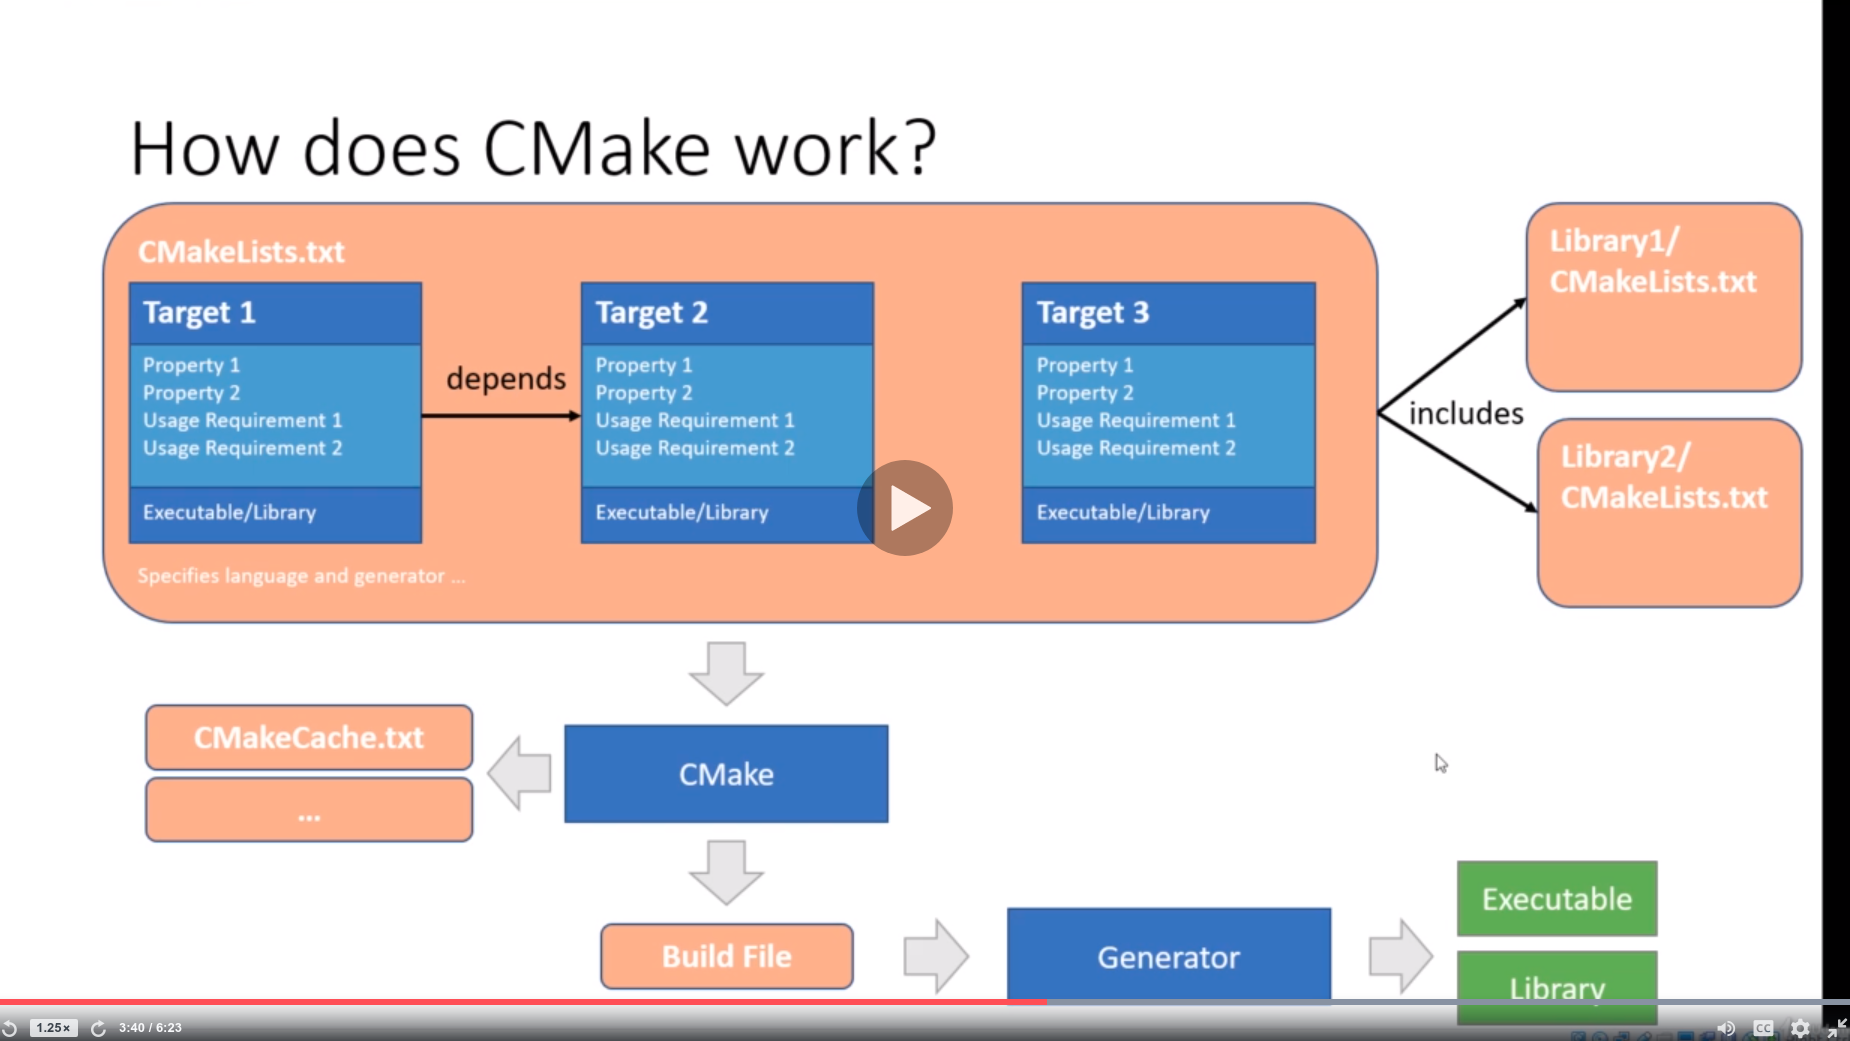 How does CMake work?
CMakeLists.txt
Target 1
Property 1
Property 2
Usage Requirement 1
Usage Requirement 2
Executable/Library
depends
Target 2
Property 1
Property 2
Usage Requirement 1
Usage Requirement 2
Executable/Library
Target 3
Property 1
Property 2
Usage Requirement 1
Usage Requirement 2
Executable/Library
Specifies language and generator ...
includes
Library1/
CMakeLists.txt
Library2/
CMakeLists.txt
CMakeCache.txt
...
CMake
Build File
Generator
Executable
Library
1.25×
3:40 / 6:23
CC